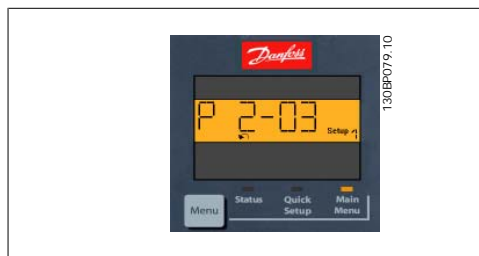 Danfoss
P 2-03
Setup 1
Status Quick Setup Main Menu
Menu
130BP079.10